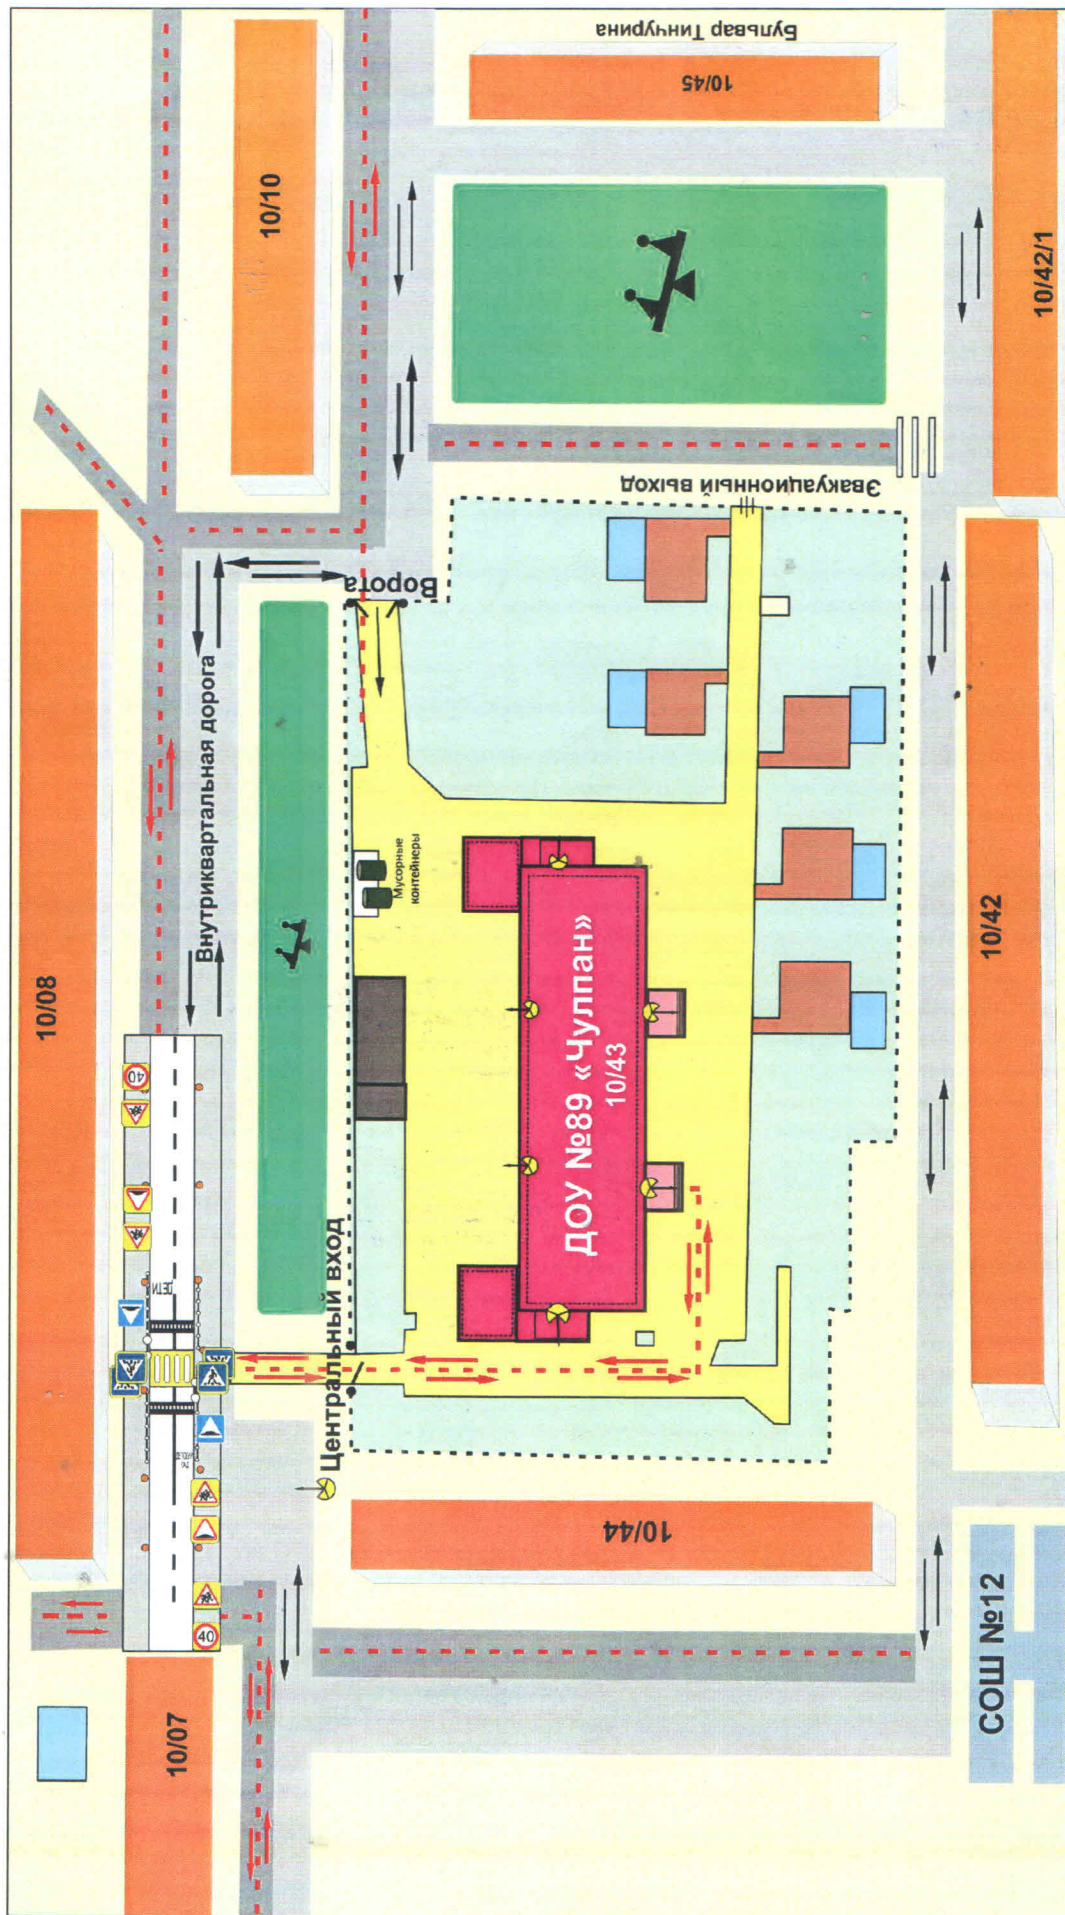 10/08
10/07
40
40
ДЕТИ
Внутриквартальная дорога
10/10
Центральный вход
Ворота
Мусорные
контейнеры
ДОУ №89 «Чулпан»
10/43
Эвакуационный выход
Бульвар Тинчурина
10/45
10/44
10/42
10/42/1
СОШ №12